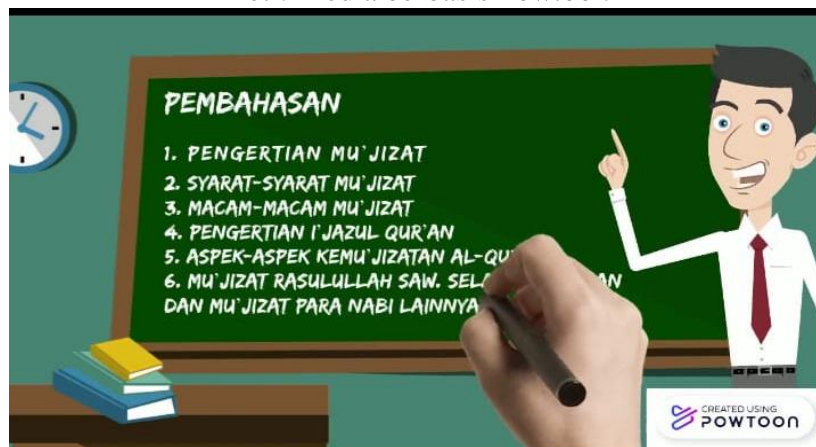 PEMBAHASAN
1. PENGERTIAN MU`JIZAT
2. SYARAT-SYARAT MU`JIZAT
3. MACAM-MACAM MU`JIZAT
4. PENGERTIAN I`JAZUL QUR`AN
5. ASPEK-ASPEK KEMU`JIZATAN
6. MU`JIZAT RASULULLAH SAW.
DAN MU`JIZAT PARA NABI LAINNYA
CREATED USING
POWTOON